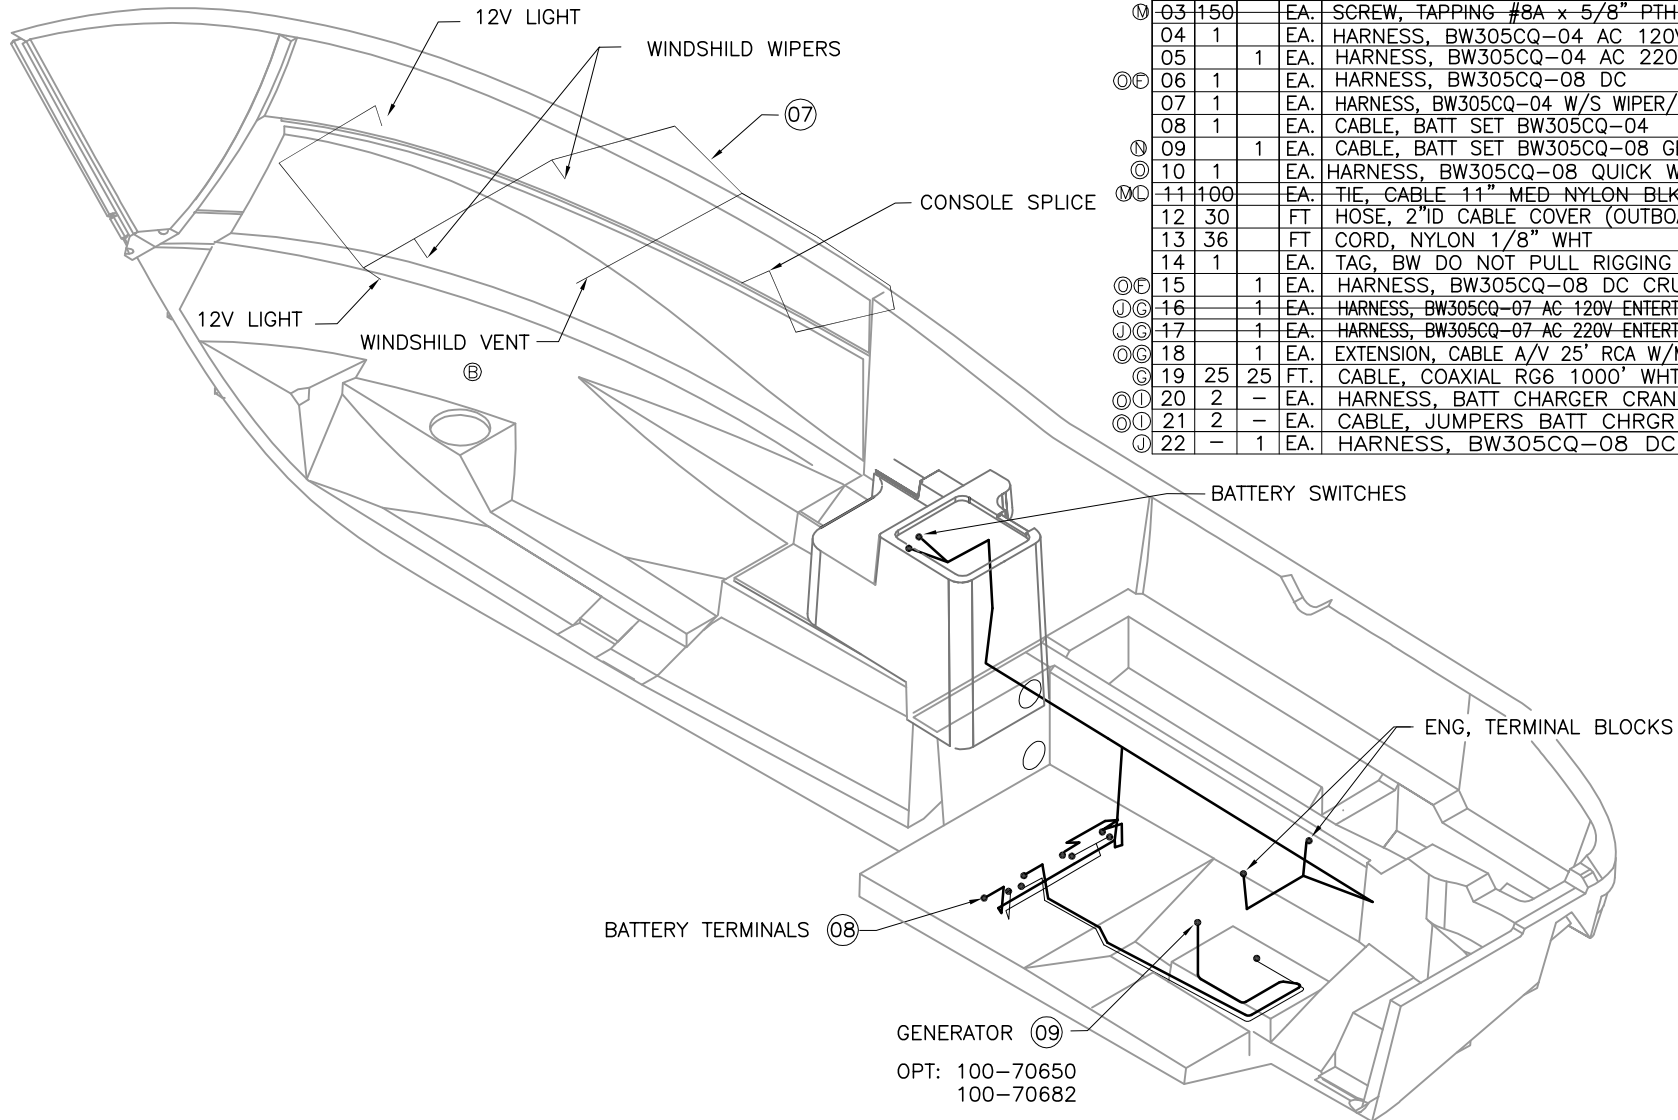 12V LIGHT
WINDSHILD WIPERS
07
CONSOLE SPLICE
12V LIGHT
WINDSHILD VENT
B
BATTERY SWITCHES
ENG, TERMINAL BLOCKS
BATTERY TERMINALS 08
GENERATOR 09
OPT: 100-70650
100-70682
M 03 150 EA. SCREW, TAPPING #8A x 5/8" PTH
04 1 EA. HARNESS, BW305CQ-04 AC 120V
05 1 EA. HARNESS, BW305CQ-04 AC 220
O F 06 1 EA. HARNESS, BW305CQ-08 DC
07 1 EA. HARNESS, BW305CQ-04 W/S WIPER/
08 1 EA. CABLE, BATT SET BW305CQ-04
N 09 1 EA. CABLE, BATT SET BW305CQ-08
O 10 1 EA. HARNESS, BW305CQ-08 QUICK
M L 11 100 EA. TIE, CABLE 11" MED NYLON BLK
12 30 FT HOSE, 2"ID CABLE COVER
13 36 FT CORD, NYLON 1/8" WHT
14 1 EA. TAG, BW DO NOT PULL RIGGING
O F 15 1 EA. HARNESS, BW305CQ-08 DC
J G 16 1 EA. HARNESS, BW305CQ-07 AC 120V ENTERT
J G 17 1 EA. HARNESS, BW305CQ-07 AC 220V ENTERT
O G 18 1 EA. EXTENSION, CABLE A/V 25' RCA
G 19 25 25 FT. CABLE, COAXIAL RG6 1000' WHT
O I 20 2 - EA. HARNESS, BATT CHARGER CRAN
O I 21 2 - EA. CABLE, JUMPERS BATT CHRGR
J 22 - 1 EA. HARNESS, BW305CQ-08 DC